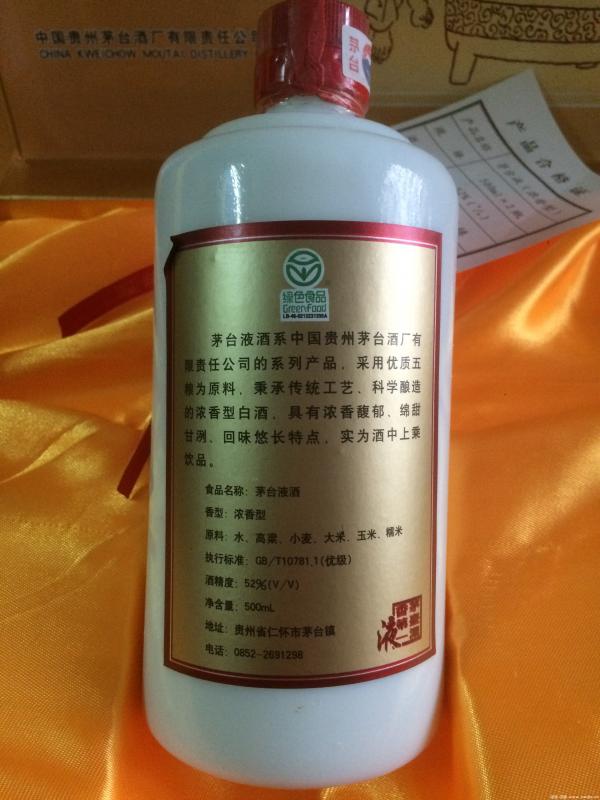 中国贵州茅台酒厂有限责任公司
CHINA KWEICHOW MOUTAI DISTILLERY
茅台
产品合格证
500ml×2瓶
绿色食品
GreenFood
茅台液酒系中国贵州茅台酒厂有
限责任公司的系列产品，采用优质五
粮为原料，秉承传统工艺、科学酿造
的浓香型白酒，具有浓香馥郁、绵甜
甘洌、回味悠长特点，实为酒中上乘
饮品。
食品名称：茅台液酒
香型：浓香型
原料：水、高粱、小麦、大米、玉米、糯米
执行标准：GB/T10781.1(优级)
酒精度：52%(V/V)
净含量：500mL
地址：贵州省仁怀市茅台镇
电话：0852-2691298
液